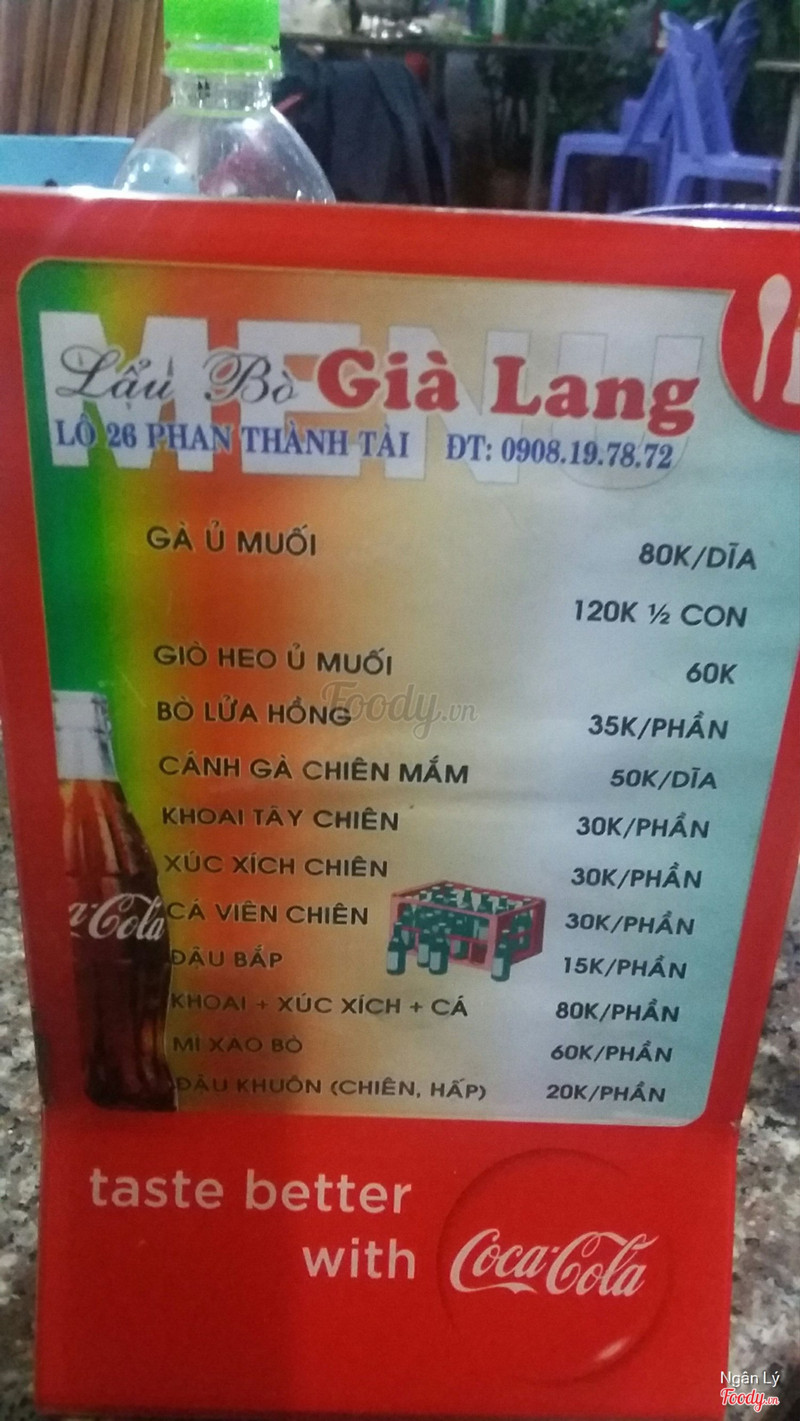 MENU
Lẩu Bò Già Lang
LÔ 26 PHAN THÀNH TÀI ĐT: 0908.19.78.72
GÀ Ủ MUỐI 80K/DĨA
120K ½ CON
GIÒ HEO Ủ MUỐI 60K
Foody.vn
BÒ LỬA HỒNG 35K/PHẦN
CÁNH GÀ CHIÊN MẮM 50K/DĨA
KHOAI TÂY CHIÊN 30K/PHẦN
XÚC XÍCH CHIÊN 30K/PHẦN
CÁ VIÊN CHIÊN 30K/PHẦN
a-Cola
ĐẬU BẮP 15K/PHẦN
KHOAI + XÚC XÍCH + CÁ 80K/PHẦN
MÌ XÀO BÒ 60K/PHẦN
ĐẬU KHUÔN (CHIÊN, HẤP) 20K/PHẦN
taste better
with Coca-Cola
Ngân Lý
Foody.vn